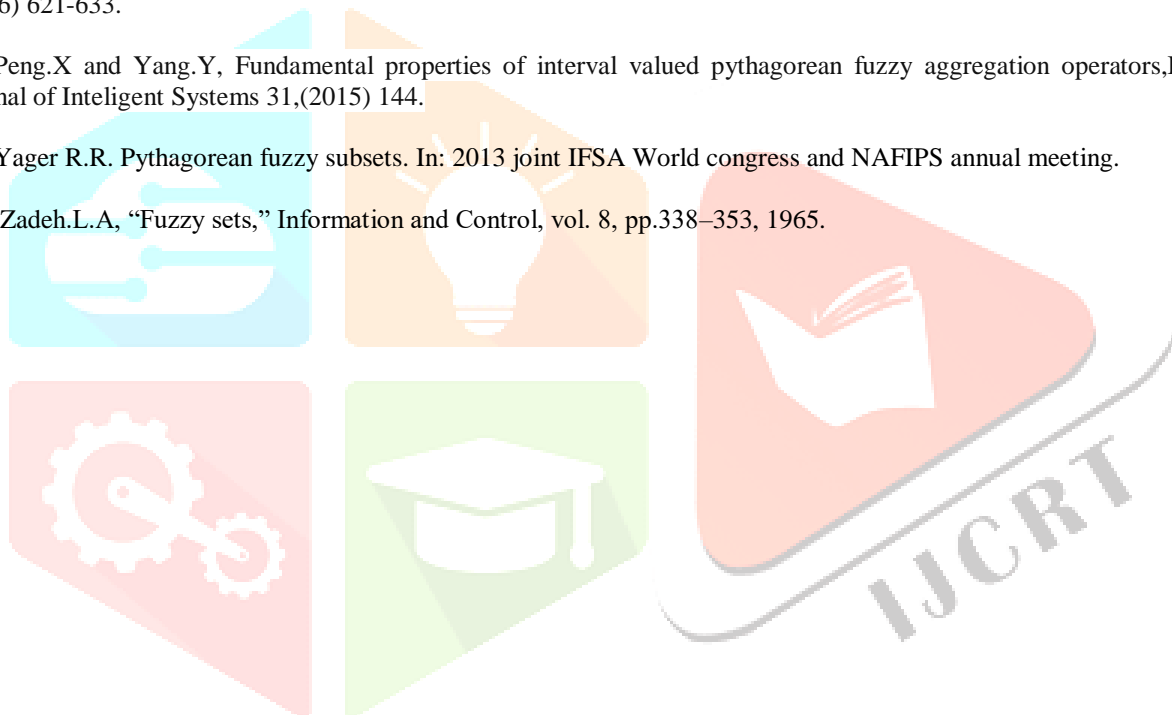 6) 621-633.
Peng.X and Yang.Y, Fundamental properties of interval valued pythagorean fuzzy aggregation operators,
nal of Inteligent Systems 31,(2015) 144.
Yager R.R. Pythagorean fuzzy subsets. In: 2013 joint IFSA World congress and NAFIPS annual meeting.
Zadeh.L.A, “Fuzzy sets,” Information and Control, vol. 8, pp.338–353, 1965.
IJCRT